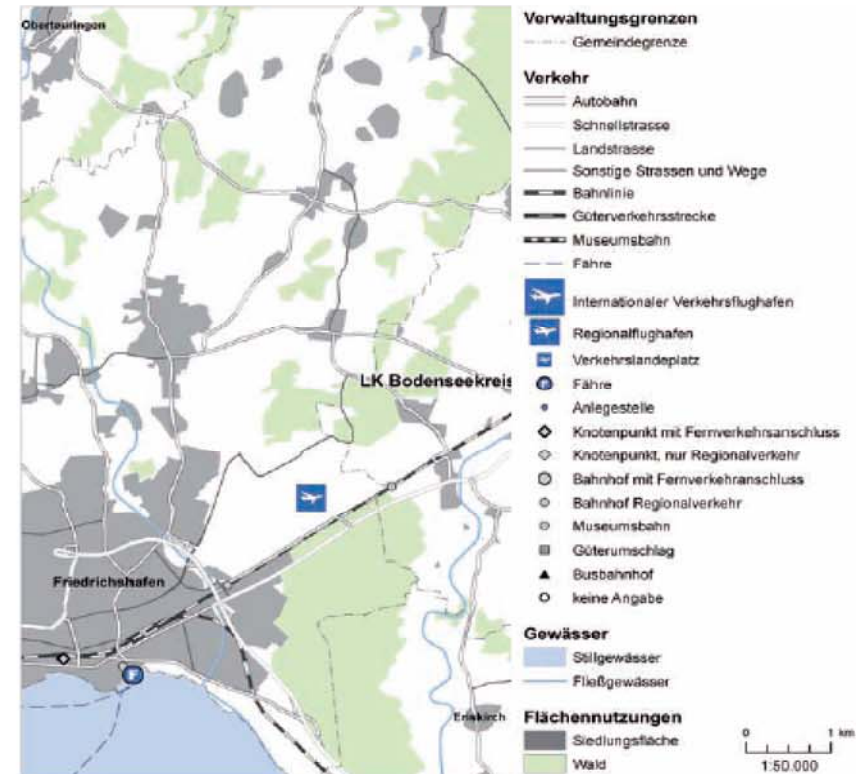 Oberteuringen
LK Bodenseekreis
Friedrichshafen
F
Eriskirch
Verwaltungsgrenzen
Gemeindegrenze
Verkehr
Autobahn
Schnellstrasse
Landstrasse
Sonstige Strassen und Wege
Bahnlinie
Güterverkehrsstrecke
Museumsbahn
Fähre
Internationaler Verkehrsflughafen
Regionalflughafen
Verkehrslandeplatz
F Fähre
Anlegestelle
Knotenpunkt mit Fernverkehrsanschluss
Knotenpunkt, nur Regionalverkehr
Bahnhof mit Fernverkehranschluss
Bahnhof Regionalverkehr
Museumsbahn
Güterumschlag
Busbahnhof
keine Angabe
Gewässer
Stillgewässer
Fließgewässer
Flächennutzungen
Siedlungsfläche
Wald
0 1 km
1:50.000